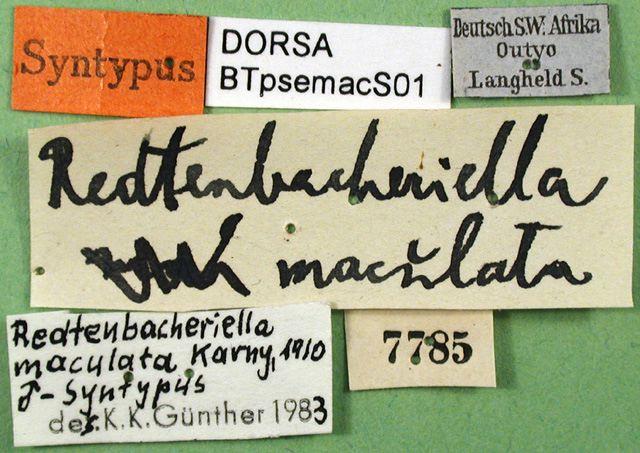 Syntypus
DORSA
BTpsemacS01
Deutsch S.W. Afrika
Outyo
Langheld S.
Redtenbacheriella
maculata
Redtenbacheriella
maculata Karny, 1910
♂-Syntypus
det. K.K. Günther 1983
7785